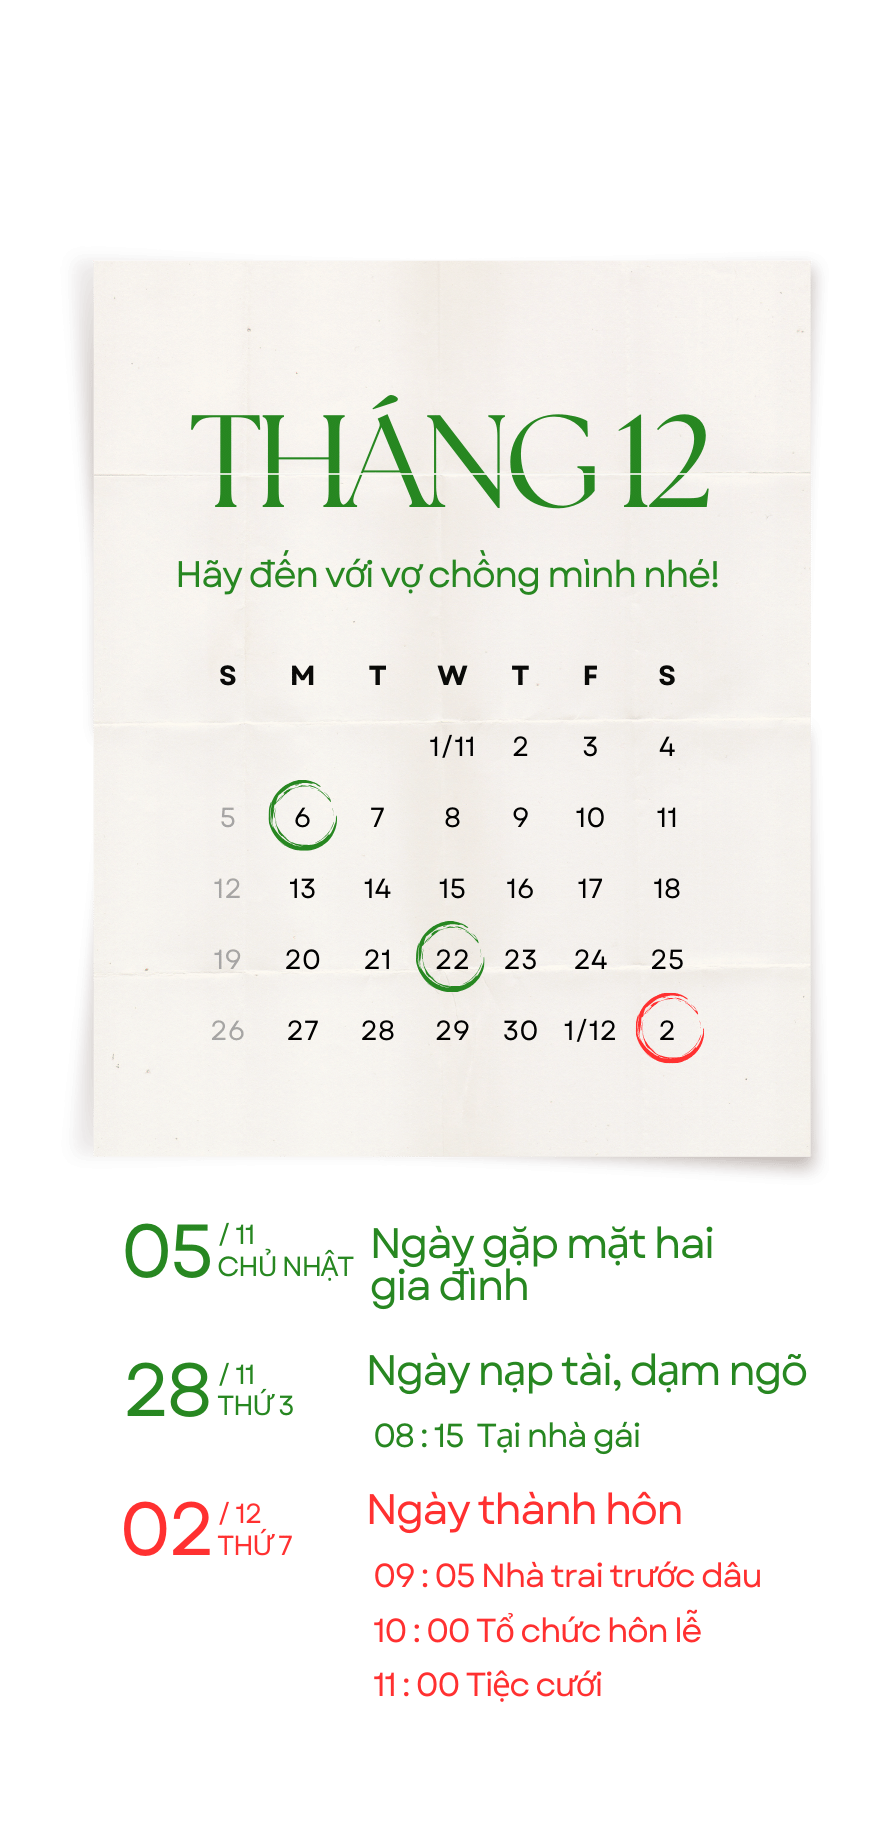 THÁNG 12
Hãy đến với vợ chồng mình nhé!
S M T W T F S
1/11 2 3 4
5 6 7 8 9 10 11
12 13 14 15 16 17 18
19 20 21 22 23 24 25
26 27 28 29 30 1/12 2
05 / 11
CHỦ NHẬT
Ngày gặp mặt hai
gia đình
28 / 11
THỨ 3
Ngày nạp tài, dạm ngõ
08 : 15 Tại nhà gái
02 / 12
THỨ 7
Ngày thành hôn
09 : 05 Nhà trai trước dâu
10 : 00 Tổ chức hôn lễ
11 : 00 Tiệc cưới